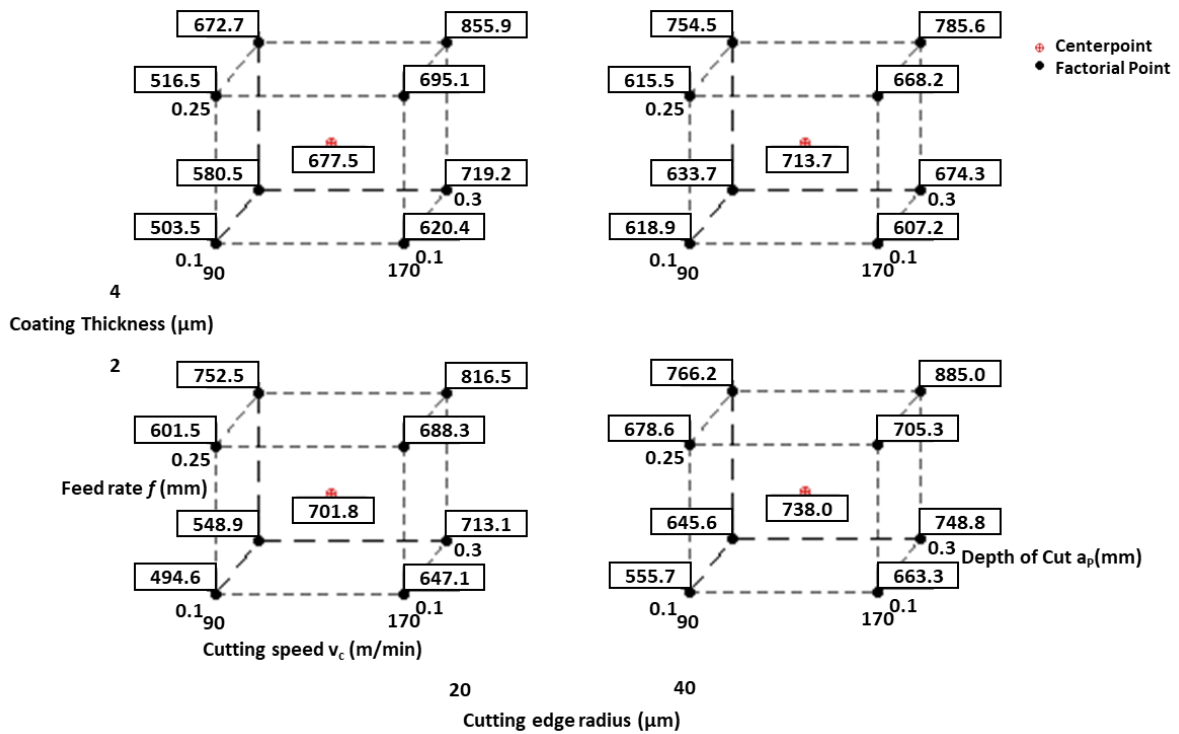 672.7 855.9 754.5 785.6
Centerpoint
Factorial Point
516.5 695.1 615.5 668.2
0.25 0.25
677.5 713.7
580.5 719.2 633.7 674.3
0.3 0.3
503.5 620.4 618.9 607.2
0.1 90 170 0.1 0.1 90 170 0.1
4
Coating Thickness (μm)
2
752.5 816.5 766.2 885.0
601.5 688.3 678.6 705.3
0.25 0.25
Feed rate f (mm)
701.8 738.0
548.9 713.1 645.6 748.8
0.3 0.3 Depth of Cut aP(mm)
494.6 647.1 555.7 663.3
0.1 90 170 0.1 0.1 90 170 0.1
Cutting speed vc (m/min)
20 40
Cutting edge radius (μm)